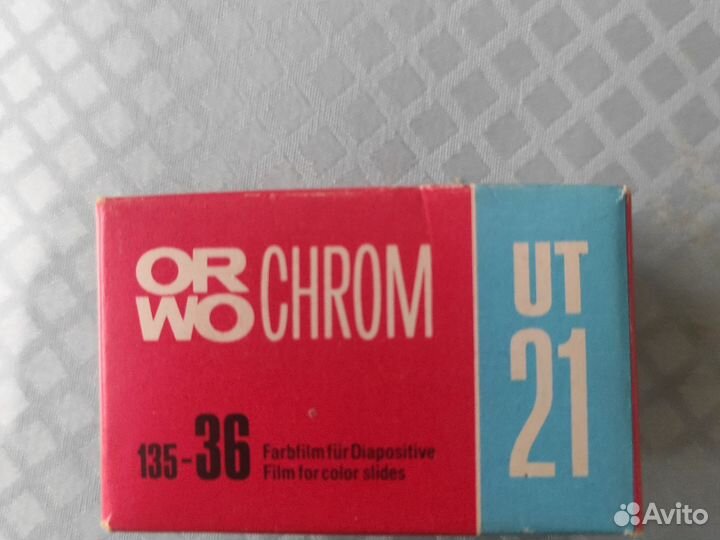 OR
WO CHROM
UT
21
135-36 Farbfilm für Diapositive
Film for color slides
Avito